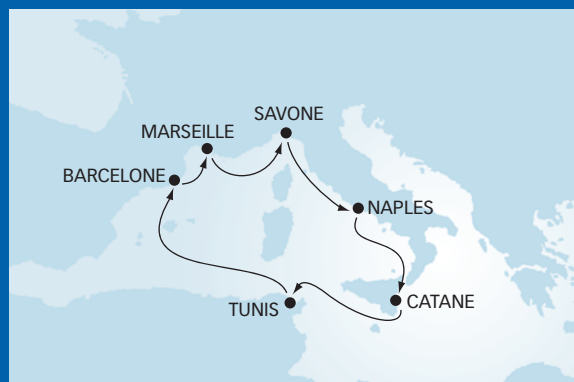 SAVONE
MARSEILLE
BARCELONE
NAPLES
CATANE
TUNIS